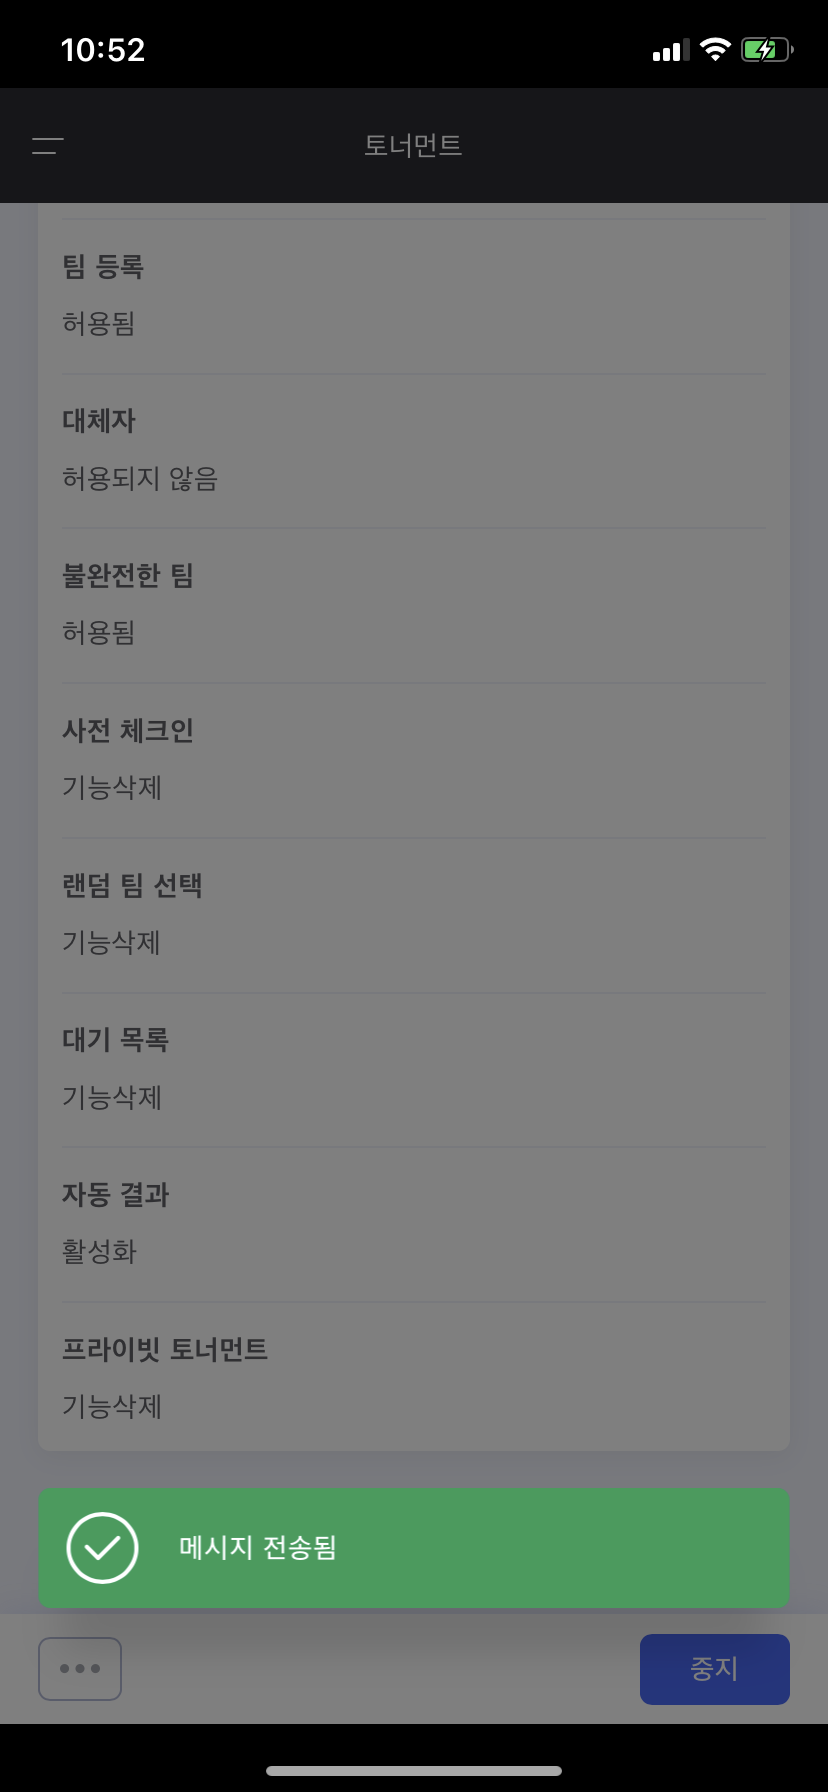 10:52
토너먼트
팀 등록
허용됨
대체자
허용되지 않음
불완전한 팀
허용됨
사전 체크인
기능삭제
랜덤 팀 선택
기능삭제
대기 목록
기능삭제
자동 결과
활성화
프라이빗 토너먼트
기능삭제
메시지 전송됨
중지